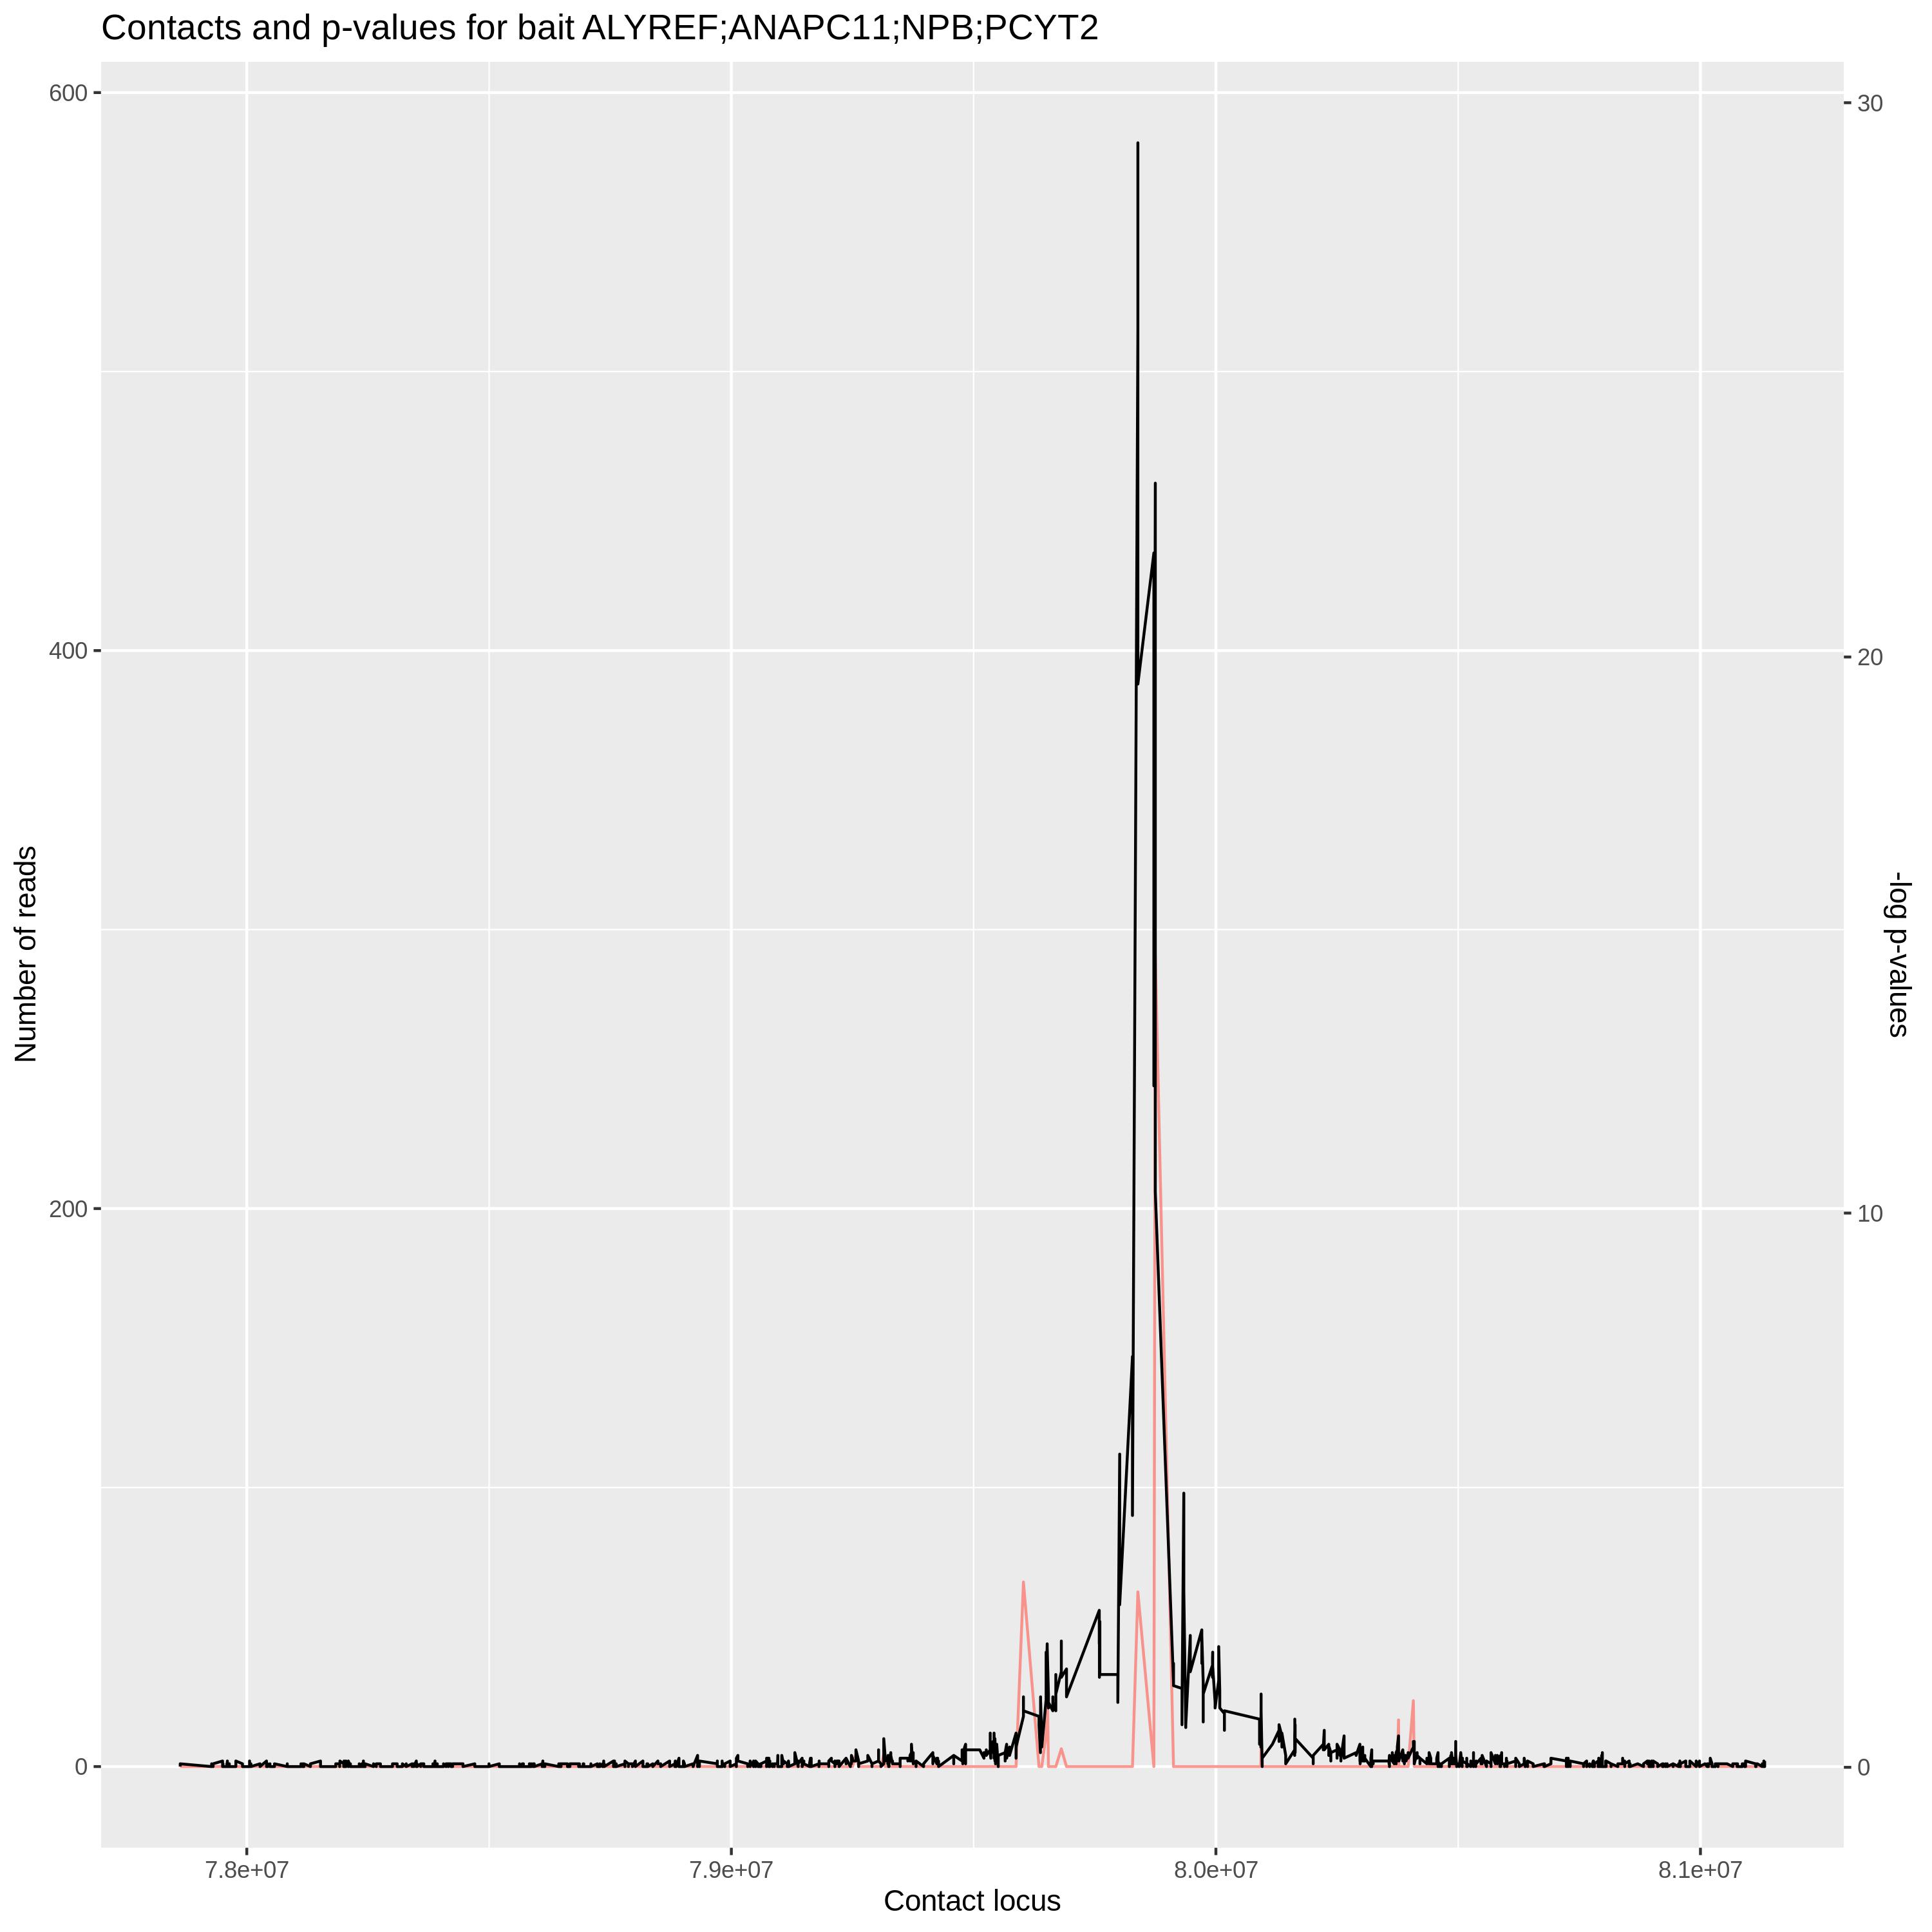 Contacts and p-values for bait ALYREF;ANAPC11;NPB;PCYT2
600
400
200
0
Number of reads
30
20
10
0
-log p-values
7.8e+07
7.9e+07
8.0e+07
8.1e+07
Contact locus